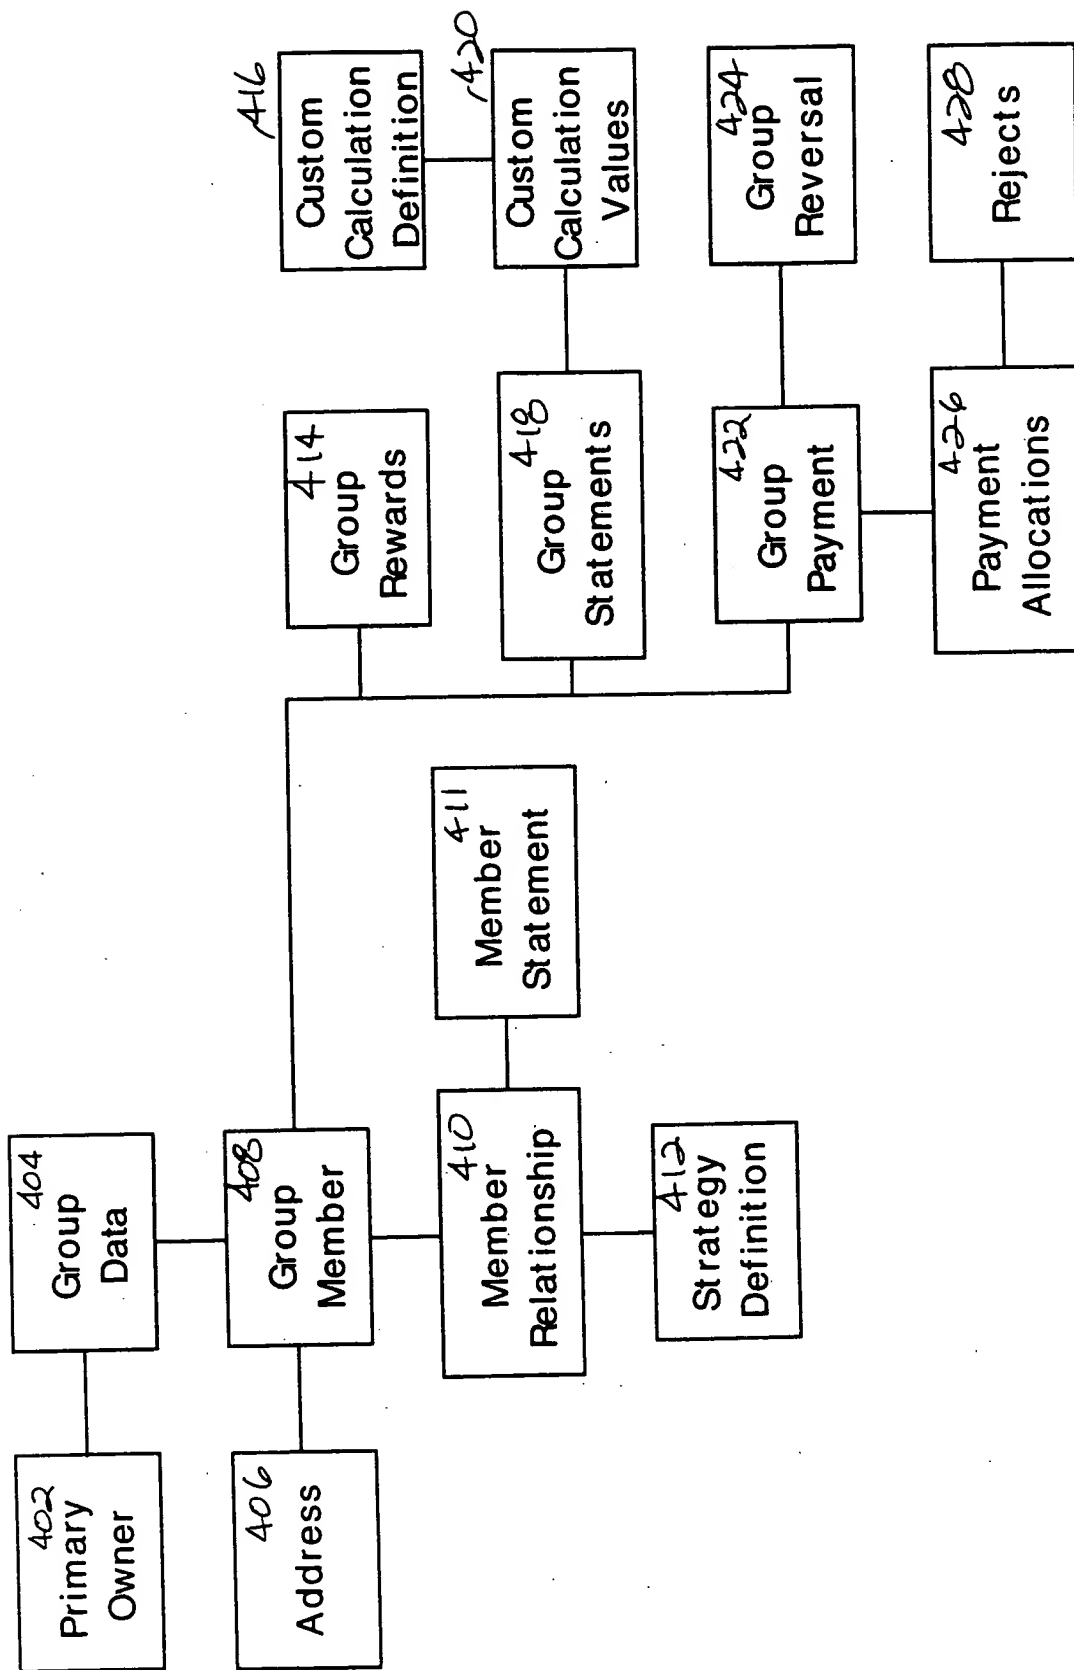 402
Primary
Owner
404
Group
Data
406
Address
408
Group
Member
410
Member
Relationship
411
Member
Statement
412
Strategy
Definition
414
Group
Rewards
416
Custom
Calculation
Definition
418
Group
Statements
420
Custom
Calculation
Values
422
Group
Payment
424
Group
Reversal
426
Payment
Allocations
428
Rejects